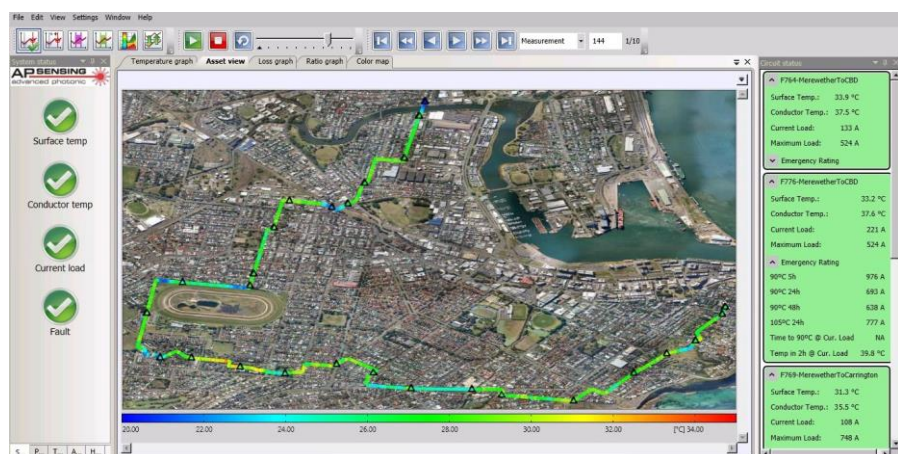 File Edit View Settings Window Help
Measurement 144 1/10
System status
AP SENSING
advanced photonic
Surface temp
Conductor temp
Current load
Fault
S... P... T... A... H...
Temperature graph Asset view Loss graph Ratio graph Color map
20.00 22.00 24.00 26.00 28.00 30.00 32.00 [°C] 34.00
Circuit status
F764-MerewetherToCBD
Surface Temp.: 33.9 °C
Conductor Temp.: 37.5 °C
Current Load: 133 A
Maximum Load: 524 A
Emergency Rating
F776-MerewetherToCBD
Surface Temp.: 33.2 °C
Conductor Temp.: 37.6 °C
Current Load: 221 A
Maximum Load: 524 A
Emergency Rating
90°C 5h 976 A
90°C 24h 693 A
90°C 48h 638 A
105°C 24h 777 A
Time to 90°C @ Cur. Load NA
Temp in 2h @ Cur. Load 39.8 °C
F769-MerewetherToCarrington
Surface Temp.: 31.3 °C
Conductor Temp.: 35.5 °C
Current Load: 108 A
Maximum Load: 748 A